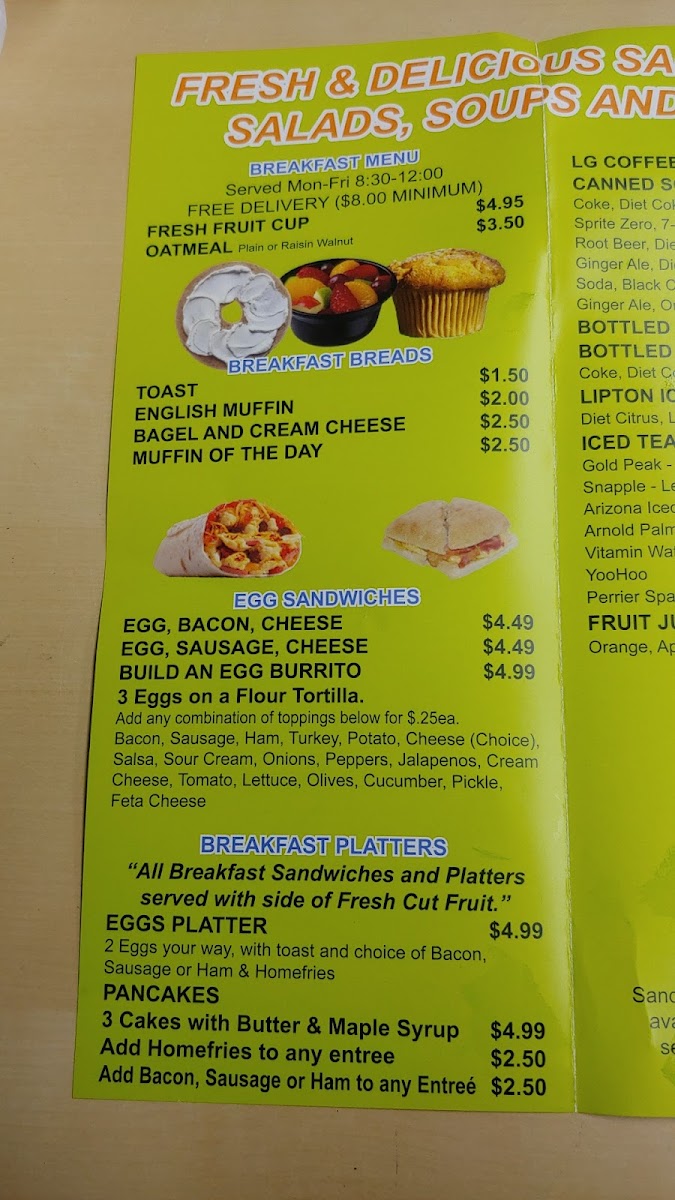 FRESH & DELICIOUS SA
SALADS, SOUPS AND
BREAKFAST MENU
Served Mon-Fri 8:30-12:00
FREE DELIVERY ($8.00 MINIMUM)
FRESH FRUIT CUP $4.95
OATMEAL Plain or Raisin Walnut $3.50
BREAKFAST BREADS
TOAST $1.50
ENGLISH MUFFIN $2.00
BAGEL AND CREAM CHEESE $2.50
MUFFIN OF THE DAY $2.50
EGG SANDWICHES
EGG, BACON, CHEESE $4.49
EGG, SAUSAGE, CHEESE $4.49
BUILD AN EGG BURRITO $4.99
3 Eggs on a Flour Tortilla.
Add any combination of toppings below for $.25ea.
Bacon, Sausage, Ham, Turkey, Potato, Cheese (Choice),
Salsa, Sour Cream, Onions, Peppers, Jalapenos, Cream
Cheese, Tomato, Lettuce, Olives, Cucumber, Pickle,
Feta Cheese
BREAKFAST PLATTERS
“All Breakfast Sandwiches and Platters
served with side of Fresh Cut Fruit.”
EGGS PLATTER $4.99
2 Eggs your way, with toast and choice of Bacon,
Sausage or Ham & Homefries
PANCAKES
3 Cakes with Butter & Maple Syrup $4.99
Add Homefries to any entree $2.50
Add Bacon, Sausage or Ham to any Entreé $2.50
LG COFFEE
CANNED S
Coke, Diet Cok
Sprite Zero, 7-
Root Beer, Die
Ginger Ale, Di
Soda, Black C
Ginger Ale, Or
BOTTLED
BOTTLED
Coke, Diet Co
LIPTON IC
Diet Citrus, L
ICED TEA
Gold Peak -
Snapple - Le
Arizona Iced
Arnold Palm
Vitamin Wat
YooHoo
Perrier Spa
FRUIT JU
Orange, Ap
Sand
ava
se